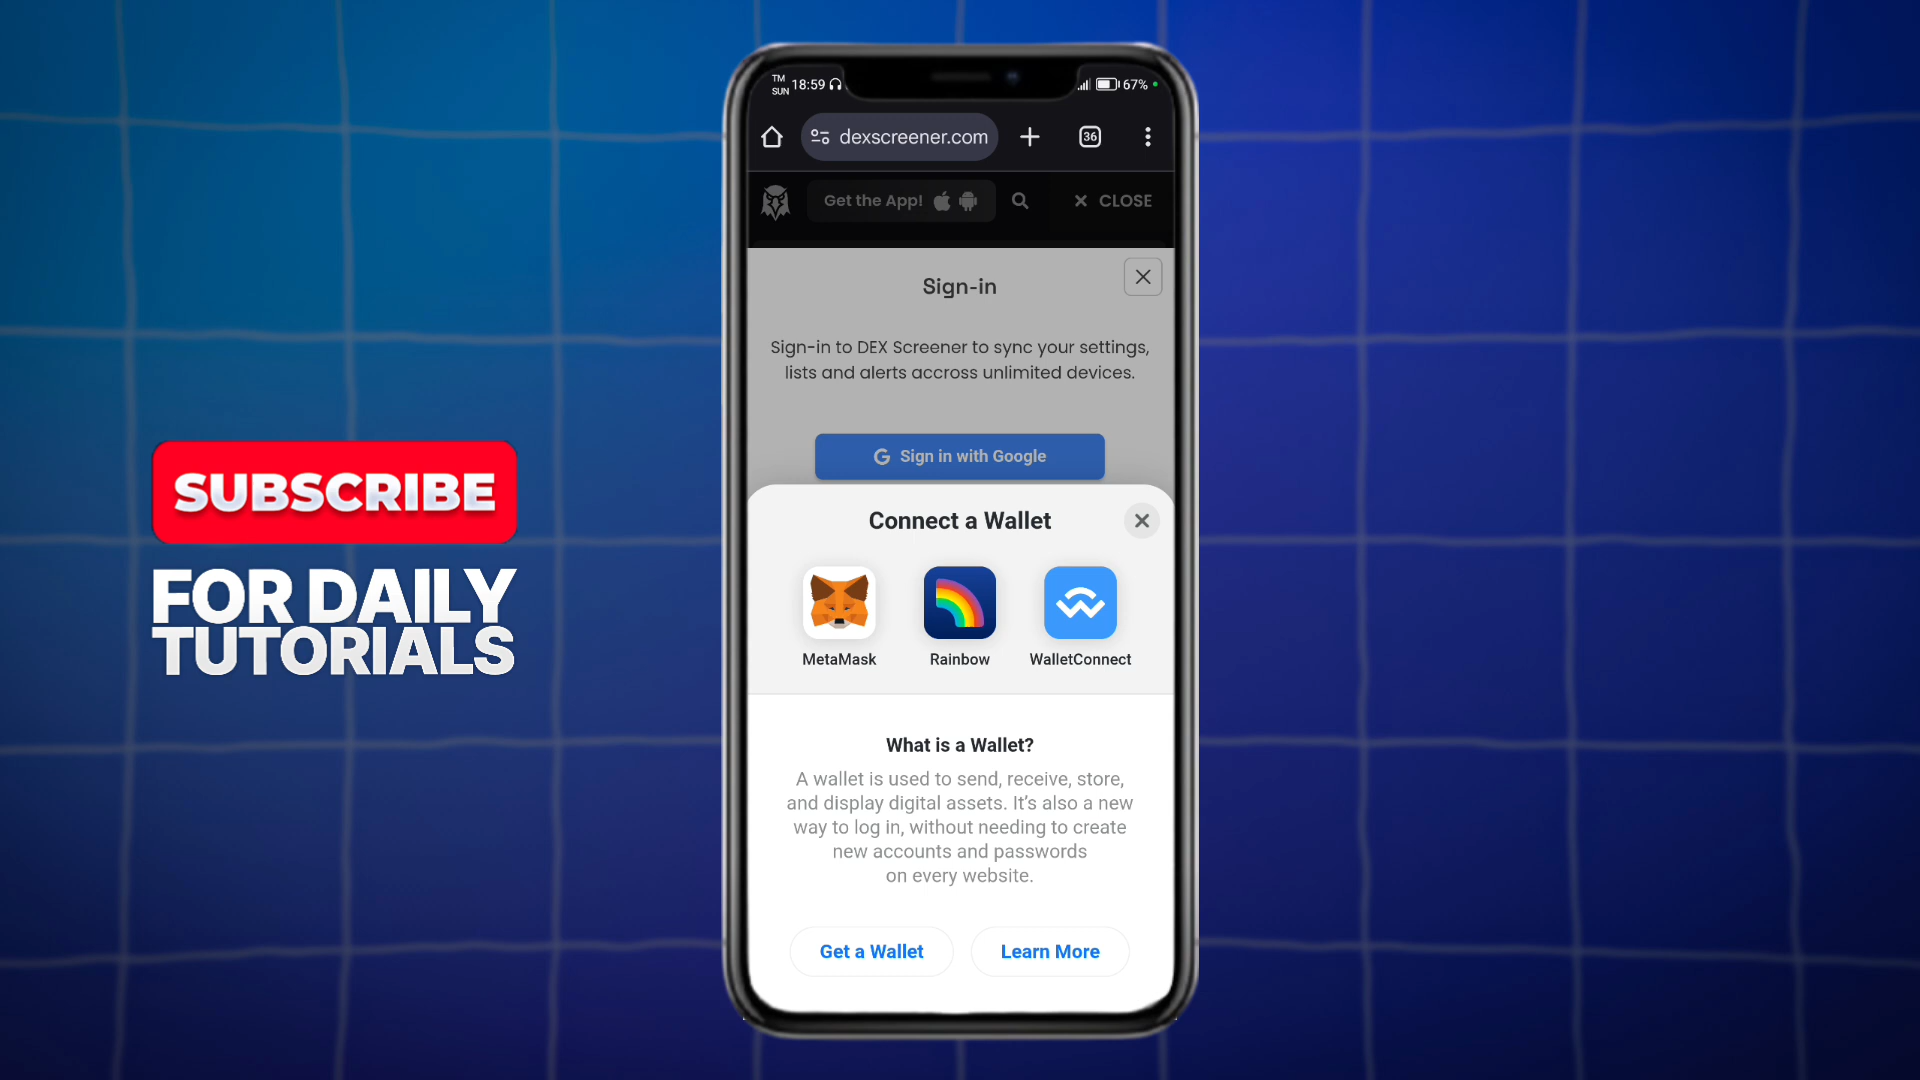 TM
SUN
18:59
67%
dexscreener.com
36
Get the App!
CLOSE
Sign-in
Sign-in to DEX Screener to sync your settings,
lists and alerts accross unlimited devices.
Sign in with Google
SUBSCRIBE
FOR DAILY
TUTORIALS
Connect a Wallet
MetaMask
Rainbow
WalletConnect
What is a Wallet?
A wallet is used to send, receive, store,
and display digital assets. It’s also a new
way to log in, without needing to create
new accounts and passwords
on every website.
Get a Wallet
Learn More